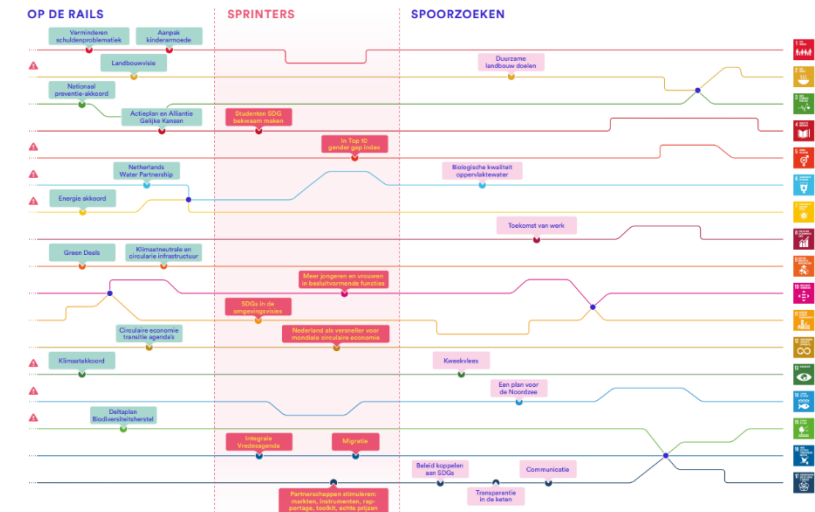 OP DE RAILS
SPRINTERS
SPOORZOEKEN
Verminderen
schuldenproblematiek
Aanpak
kinderarmoede
Landbouwvisie
Duurzame
landbouw doelen
Nationaal
preventie-akkoord
Actieplan en Alliantie
Gelijke Kansen
Studenten SDG
bekwaam maken
In Top 10
gender gap index
Netherlands
Water Partnership
Biologische kwaliteit
oppervlaktewater
Energie akkoord
Toekomst van werk
Green Deals
Klimaatneutrale en
circulaire infrastructuur
Meer jongeren en vrouwen
in besluitvormende functies
SDGs in de
omgevingsvisies
Circulaire economie
transitie agenda's
Nederland als versneller voor
mondiale circulaire economie
Klimaatakkoord
Kweekvlees
Een plan voor
de Noordzee
Deltaplan
Biodiversiteitsherstel
Integrale
Vredesagenda
Migratie
Beleid koppelen
aan SDGs
Communicatie
Transparantie
in de keten
Partnerschappen stimuleren:
markten, instrumenten, rap-
portage, toolkit, echte prijzen